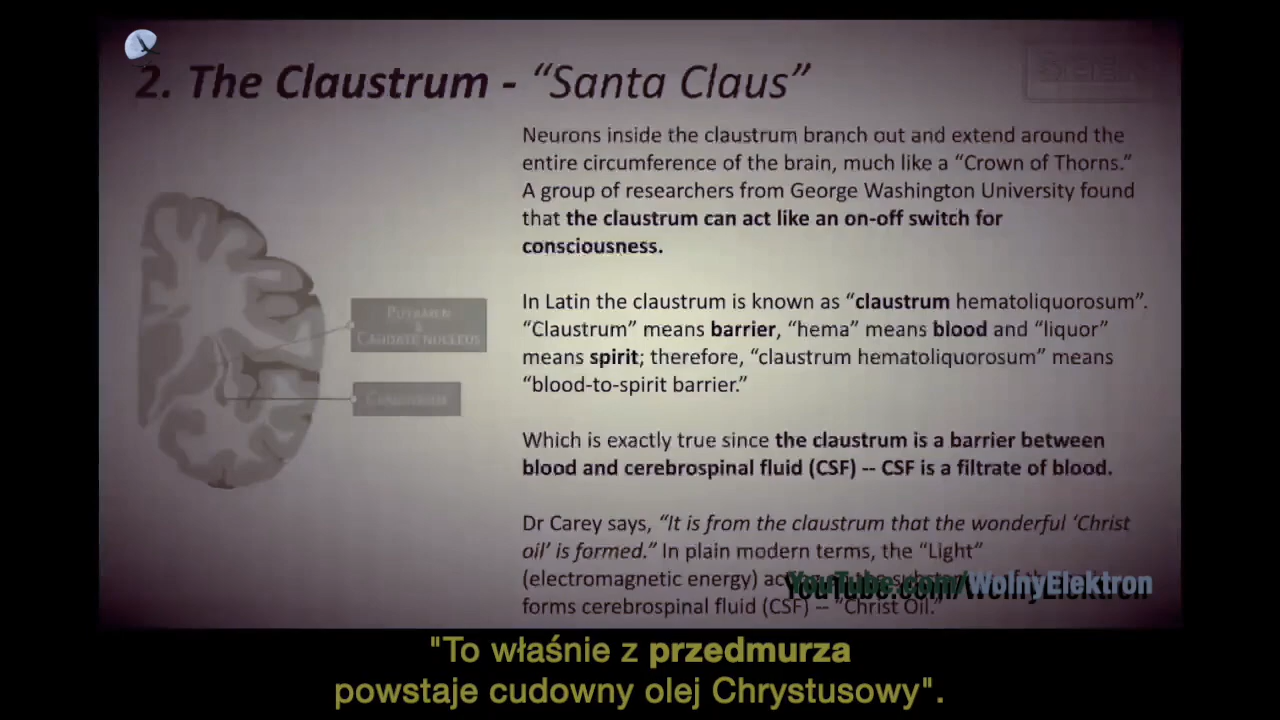 2. The Claustrum - “Santa Claus”
Neurons inside the claustrum branch out and extend around the
entire circumference of the brain, much like a “Crown of Thorns.”
A group of researchers from George Washington University found
that the claustrum can act like an on-off switch for
consciousness.
PUTAMEN
&
CAUDATE NUCLEUS
CLAUSTRUM
In Latin the claustrum is known as “claustrum hematoliquorosum”.
“Claustrum” means barrier, “hema” means blood and “liquor”
means spirit; therefore, “claustrum hematoliquorosum” means
“blood-to-spirit barrier.”
Which is exactly true since the claustrum is a barrier between
blood and cerebrospinal fluid (CSF) -- CSF is a filtrate of blood.
Dr Carey says, “It is from the claustrum that the wonderful ‘Christ
oil’ is formed.” In plain modern terms, the “Light”
(electromagnetic energy)
YouTube.com/WolnyElektron
forms cerebrospinal fluid (CSF) -- “Christ Oil.”
"To właśnie z przedmurza
powstaje cudowny olej Chrystusowy".